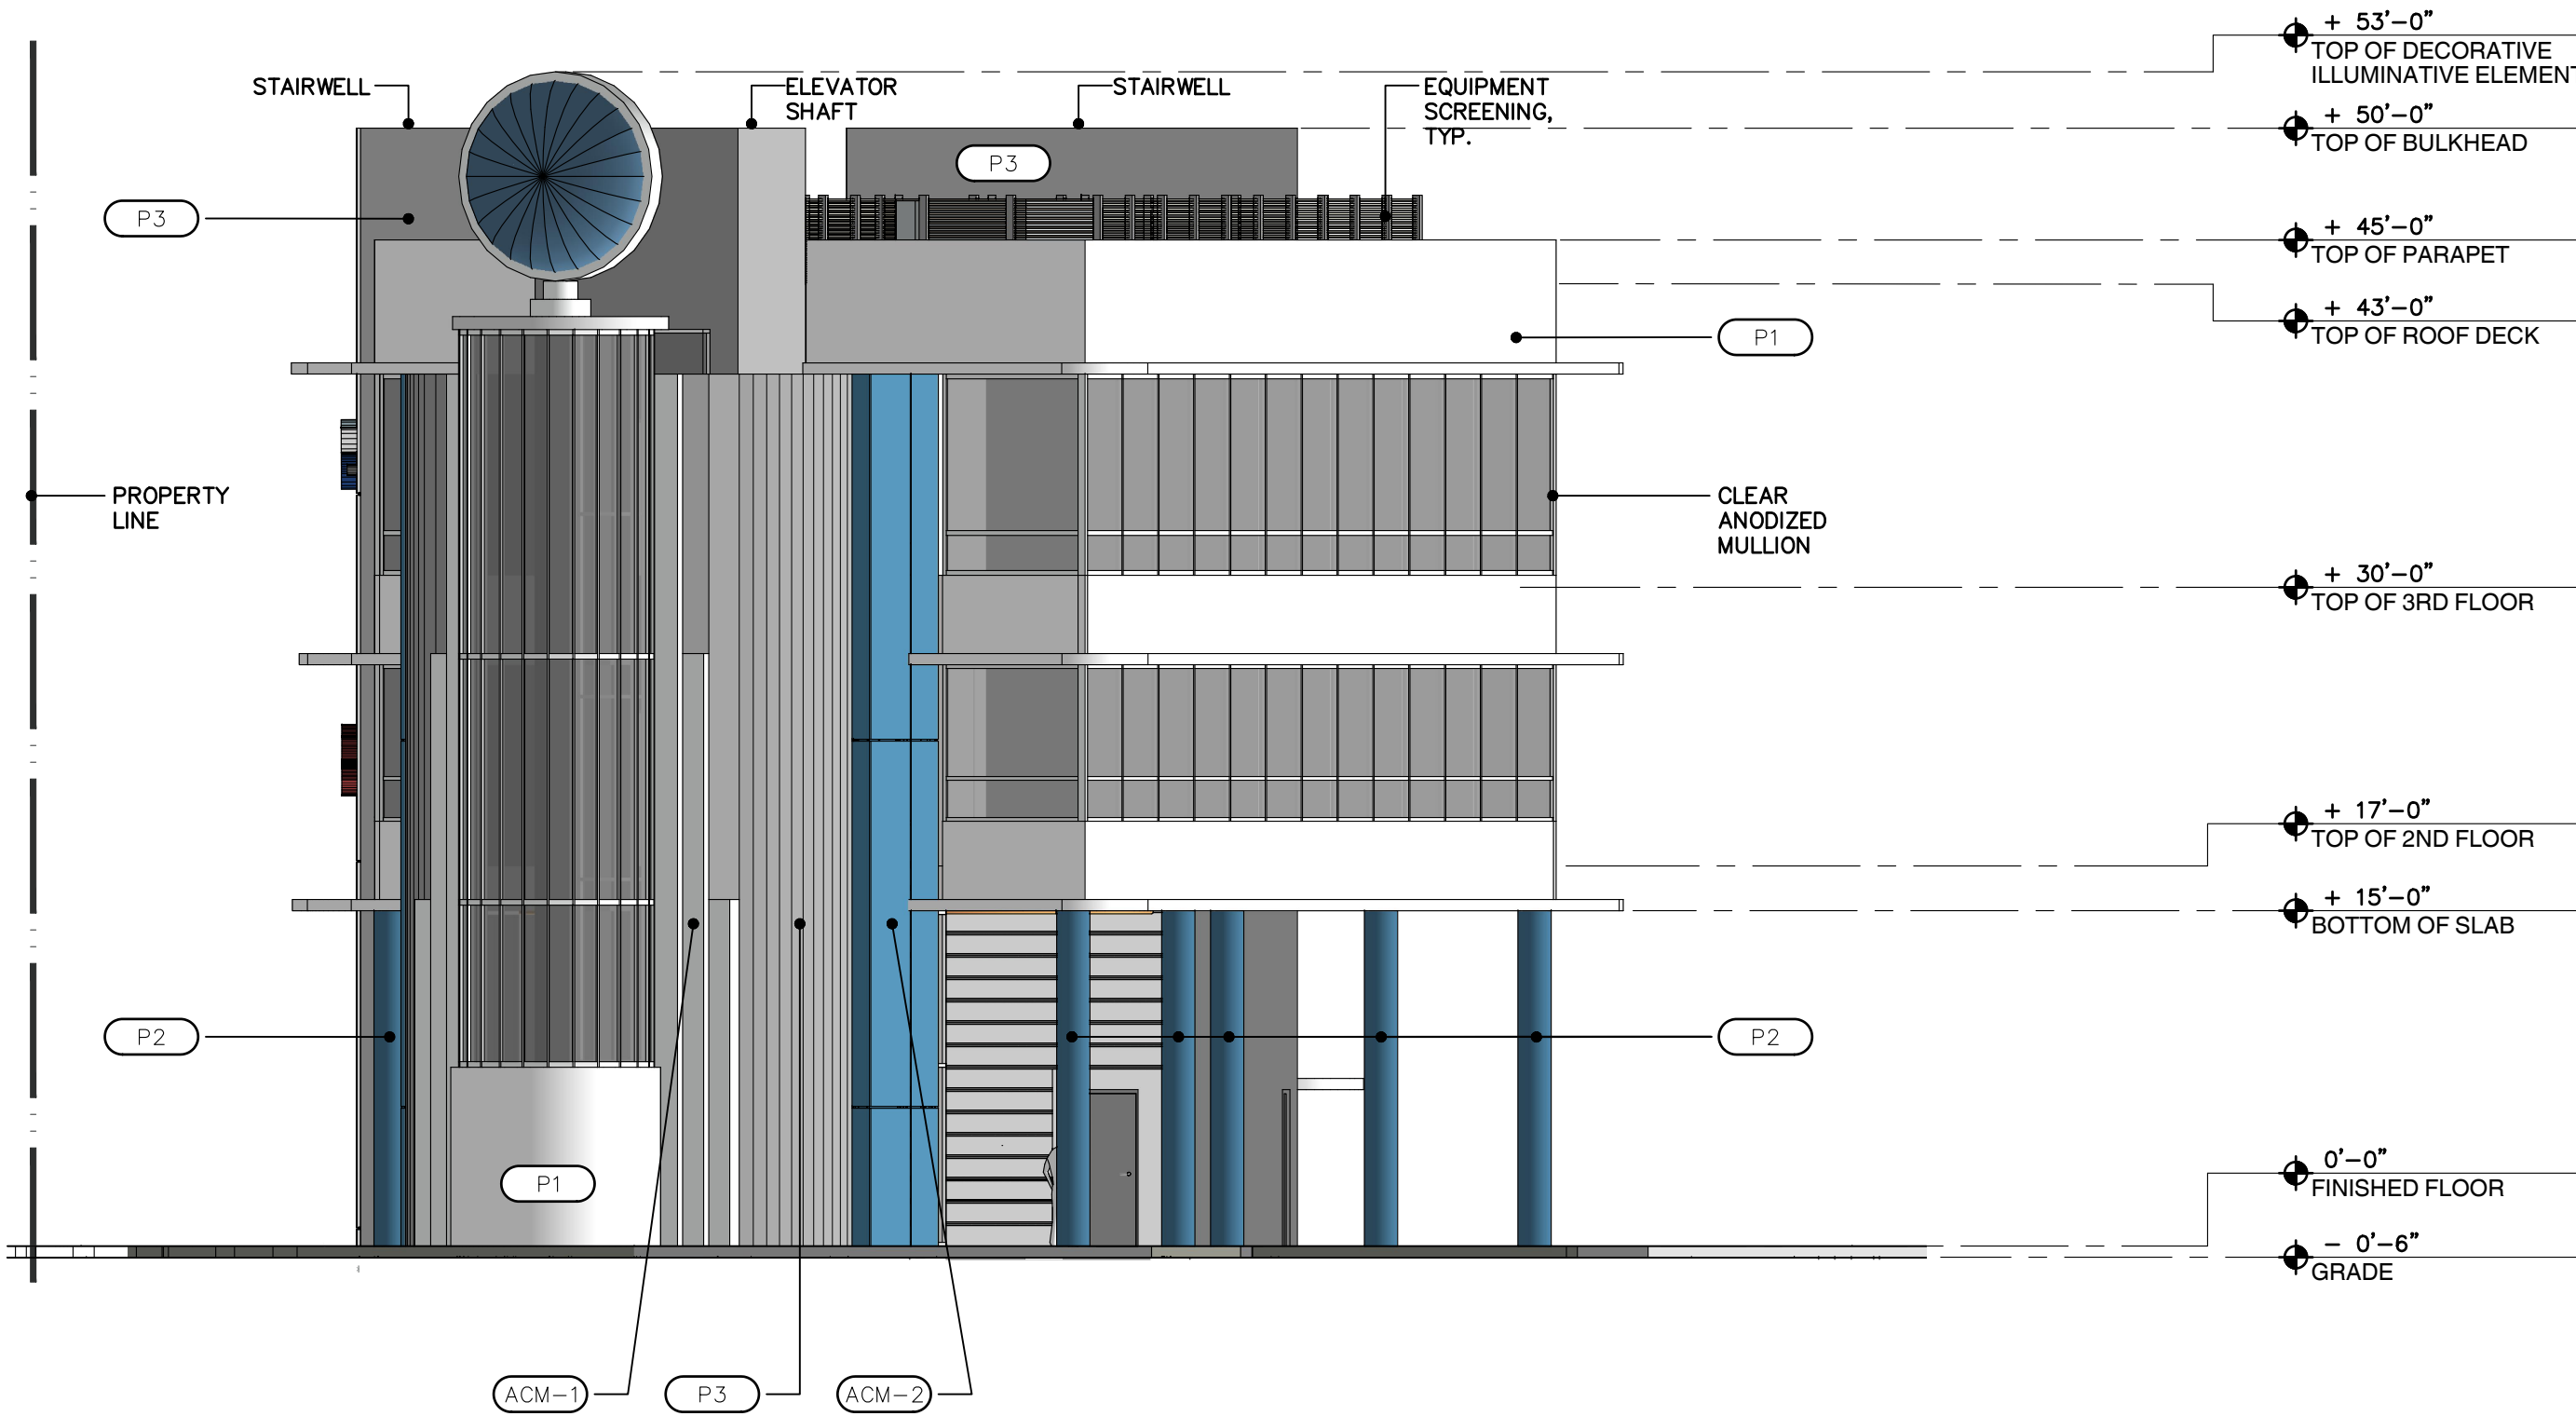 + 53'-0"
TOP OF DECORATIVE
ILLUMINATIVE ELEMENT
STAIRWELL
ELEVATOR
SHAFT
STAIRWELL
EQUIPMENT
SCREENING,
TYP.
+ 50'-0"
TOP OF BULKHEAD
P3
P3
+ 45'-0"
TOP OF PARAPET
+ 43'-0"
TOP OF ROOF DECK
P1
PROPERTY
LINE
CLEAR
ANODIZED
MULLION
+ 30'-0"
TOP OF 3RD FLOOR
+ 17'-0"
TOP OF 2ND FLOOR
+ 15'-0"
BOTTOM OF SLAB
P2
P2
P1
0'-0"
FINISHED FLOOR
- 0'-6"
GRADE
ACM-1
P3
ACM-2